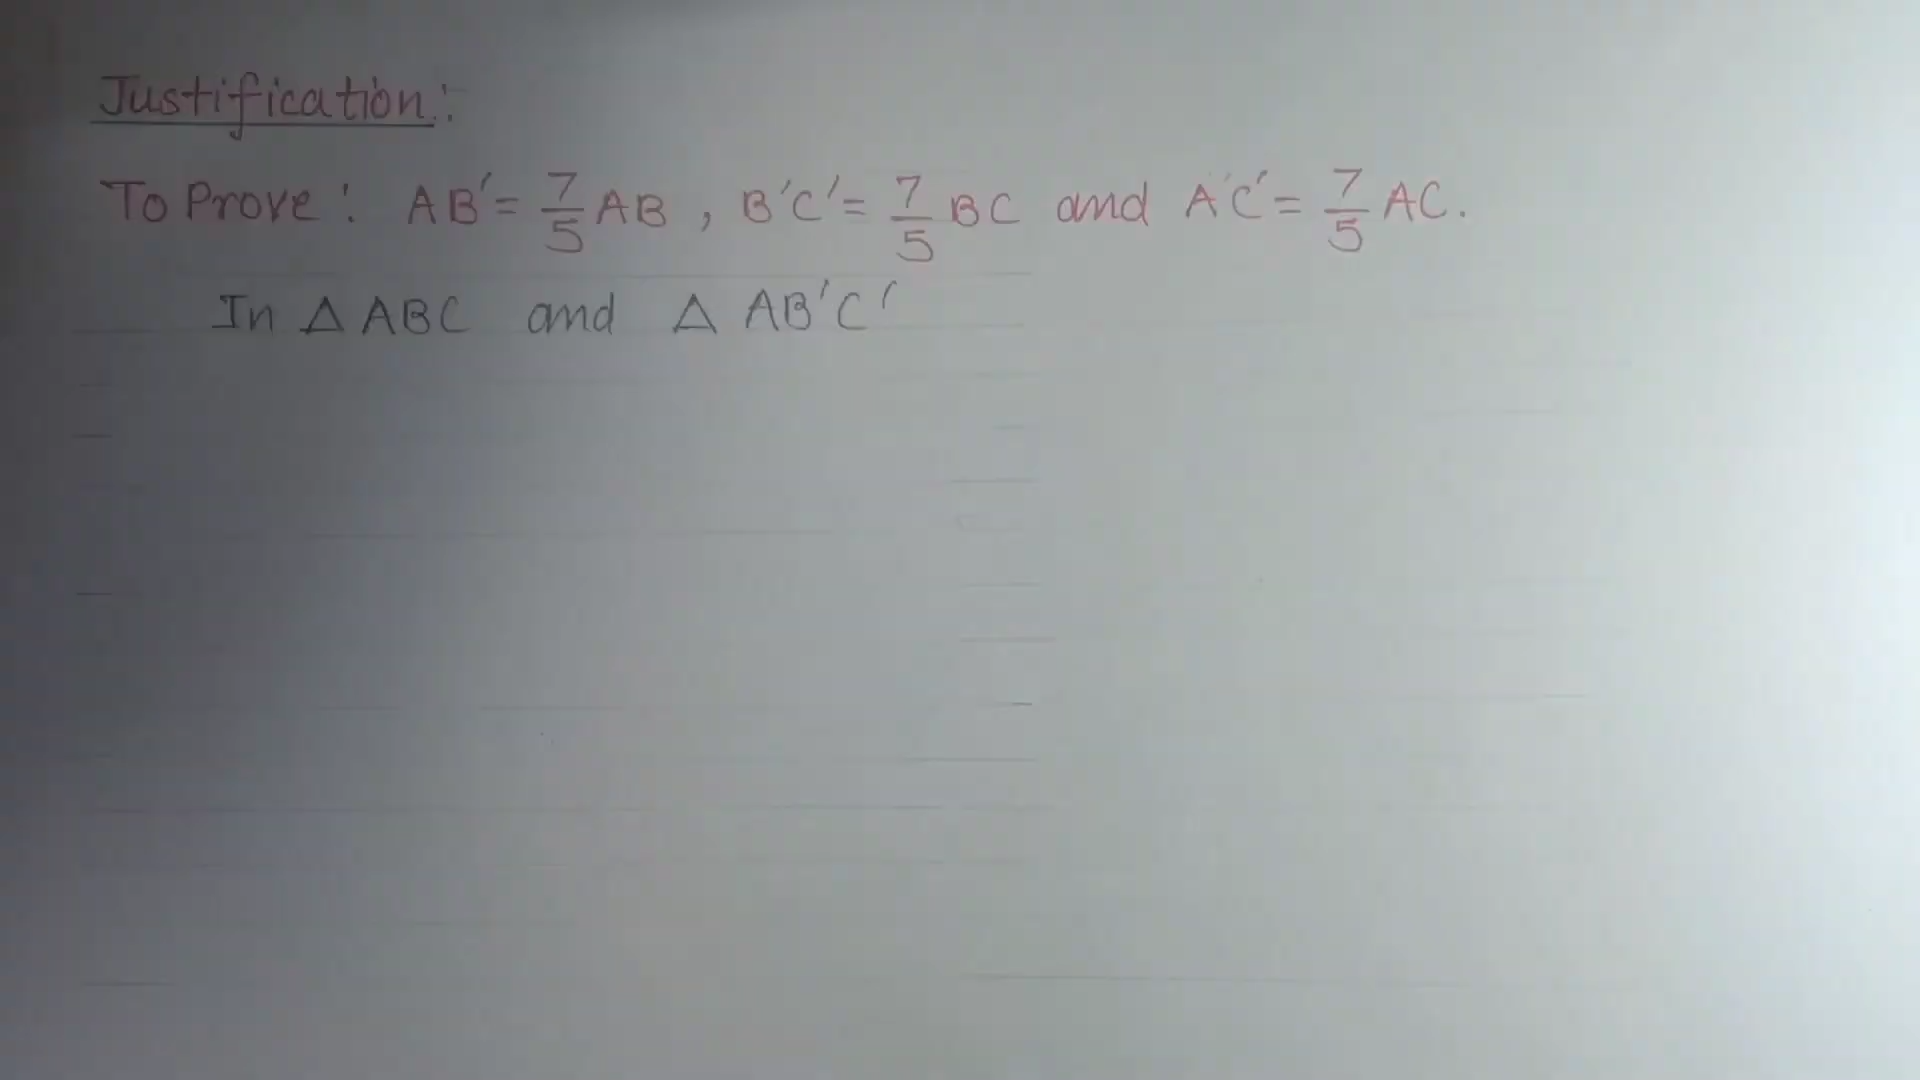 Justification:
To Prove: AB' = 7/5 AB, B'C' = 7/5 BC and A'C' = 7/5 AC.
In △ ABC and △ AB'C'